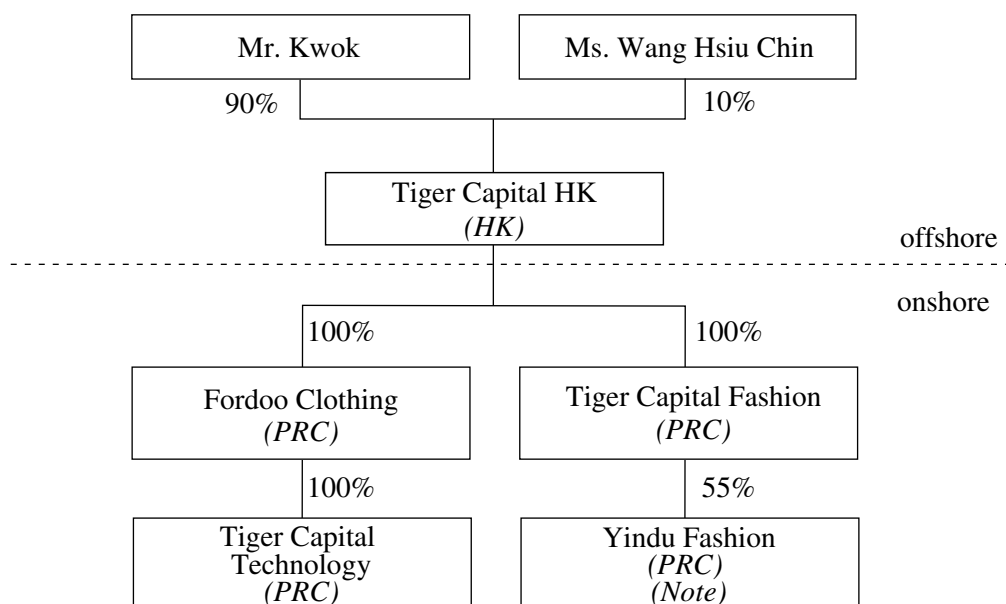 Mr. Kwok
Ms. Wang Hsiu Chin
90%
10%
Tiger Capital HK
(HK)
offshore
onshore
100%
100%
Fordoo Clothing
(PRC)
Tiger Capital Fashion
(PRC)
100%
55%
Tiger Capital
Technology
(PRC)
Yindu Fashion
(PRC)
(Note)